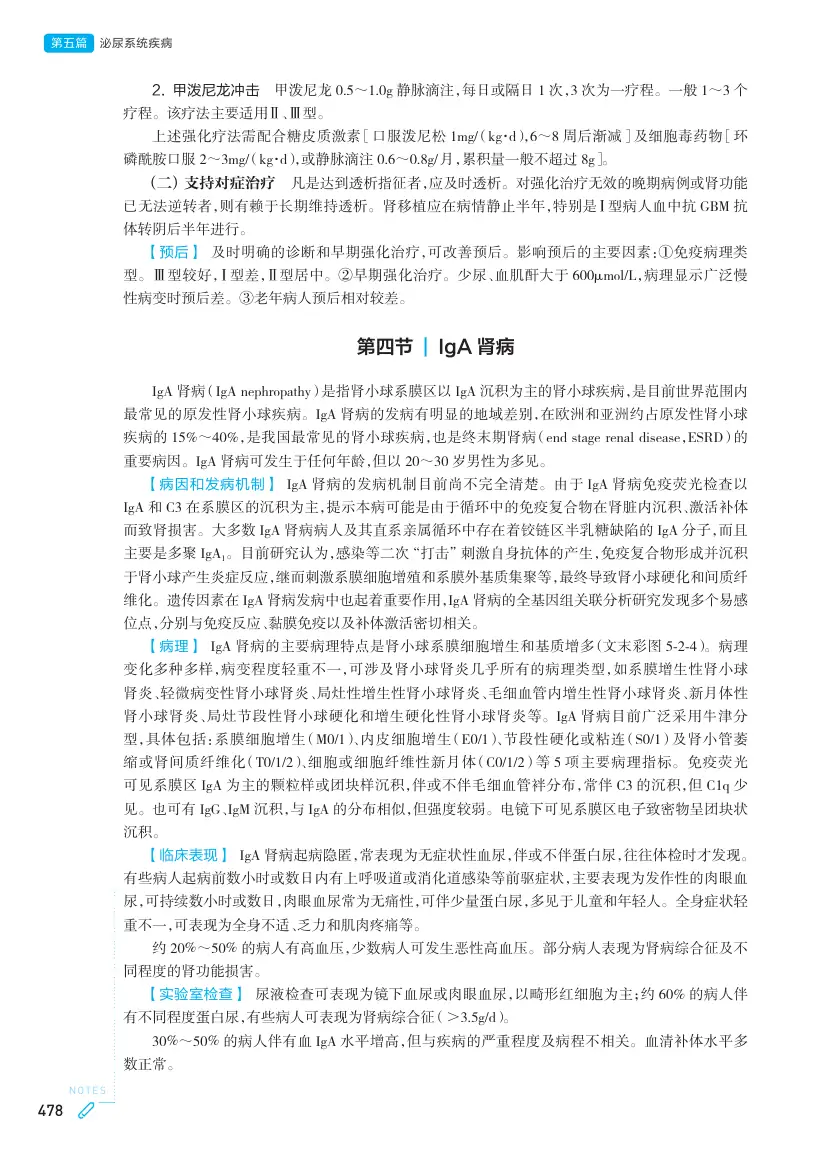 第五篇 泌尿系统疾病
2. 甲泼尼龙冲击 甲泼尼龙 0.5~1.0g 静脉滴注,每日或隔日 1 次,3 次为一疗程。一般 1~3 个
疗程。该疗法主要适用Ⅱ、Ⅲ型。
上述强化疗法需配合糖皮质激素[口服泼尼松 1mg/(kg·d),6~8 周后渐减]及细胞毒药物[环
磷酰胺口服 2~3mg/(kg·d),或静脉滴注 0.6~0.8g/月,累积量一般不超过 8g]。
(二)支持对症治疗 凡是达到透析指征者,应及时透析。对强化治疗无效的晚期病例或肾功能
已无法逆转者,则有赖于长期维持透析。肾移植应在病情静止半年,特别是Ⅰ型病人血中抗 GBM 抗
体转阴后半年进行。
【预后】 及时明确的诊断和早期强化治疗,可改善预后。影响预后的主要因素:①免疫病理类
型。Ⅲ型较好,Ⅰ型差,Ⅱ型居中。②早期强化治疗。少尿、血肌酐大于 600μmol/L,病理显示广泛慢
性病变时预后差。③老年病人预后相对较差。
第四节 | IgA 肾病
IgA 肾病(IgA nephropathy)是指肾小球系膜区以 IgA 沉积为主的肾小球疾病,是目前世界范围内
最常见的原发性肾小球疾病。IgA 肾病的发病有明显的地域差别,在欧洲和亚洲约占原发性肾小球
疾病的 15%~40%,是我国最常见的肾小球疾病,也是终末期肾病(end stage renal disease,ESRD)的
重要病因。IgA 肾病可发生于任何年龄,但以 20~30 岁男性为多见。
【病因和发病机制】 IgA 肾病的发病机制目前尚不完全清楚。由于 IgA 肾病免疫荧光检查以
IgA 和 C3 在系膜区的沉积为主,提示本病可能是由于循环中的免疫复合物在肾脏内沉积、激活补体
而致肾损害。大多数 IgA 肾病病人及其直系亲属循环中存在着铰链区半乳糖缺陷的 IgA 分子,而且
主要是多聚 IgA₁。目前研究认为,感染等二次“打击”刺激自身抗体的产生,免疫复合物形成并沉积
于肾小球产生炎症反应,继而刺激系膜细胞增殖和系膜外基质集聚等,最终导致肾小球硬化和间质纤
维化。遗传因素在 IgA 肾病发病中也起着重要作用,IgA 肾病的全基因组关联分析研究发现多个易感
位点,分别与免疫反应、黏膜免疫以及补体激活密切相关。
【病理】 IgA 肾病的主要病理特点是肾小球系膜细胞增生和基质增多(文末彩图 5-2-4)。病理
变化多种多样,病变程度轻重不一,可涉及肾小球肾炎几乎所有的病理类型,如系膜增生性肾小球
肾炎、轻微病变性肾小球肾炎、局灶性增生性肾小球肾炎、毛细血管内增生性肾小球肾炎、新月体性
肾小球肾炎、局灶节段性肾小球硬化和增生硬化性肾小球肾炎等。IgA 肾病目前广泛采用牛津分
型,具体包括:系膜细胞增生(M0/1)、内皮细胞增生(E0/1)、节段性硬化或粘连(S0/1)及肾小管萎
缩或肾间质纤维化(T0/1/2)、细胞或细胞纤维性新月体(C0/1/2)等 5 项主要病理指标。免疫荧光
可见系膜区 IgA 为主的颗粒样或团块样沉积,伴或不伴毛细血管袢分布,常伴 C3 的沉积,但 C1q 少
见。也可有 IgG、IgM 沉积,与 IgA 的分布相似,但强度较弱。电镜下可见系膜区电子致密物呈团块状
沉积。
【临床表现】 IgA 肾病起病隐匿,常表现为无症状性血尿,伴或不伴蛋白尿,往往体检时才发现。
有些病人起病前数小时或数日内有上呼吸道或消化道感染等前驱症状,主要表现为发作性的肉眼血
尿,可持续数小时或数日,肉眼血尿常为无痛性,可伴少量蛋白尿,多见于儿童和年轻人。全身症状轻
重不一,可表现为全身不适、乏力和肌肉疼痛等。
约 20%~50% 的病人有高血压,少数病人可发生恶性高血压。部分病人表现为肾病综合征及不
同程度的肾功能损害。
【实验室检查】 尿液检查可表现为镜下血尿或肉眼血尿,以畸形红细胞为主;约 60% 的病人伴
有不同程度蛋白尿,有些病人可表现为肾病综合征(>3.5g/d)。
30%~50% 的病人伴有血 IgA 水平增高,但与疾病的严重程度及病程不相关。血清补体水平多
数正常。
NOTES
478